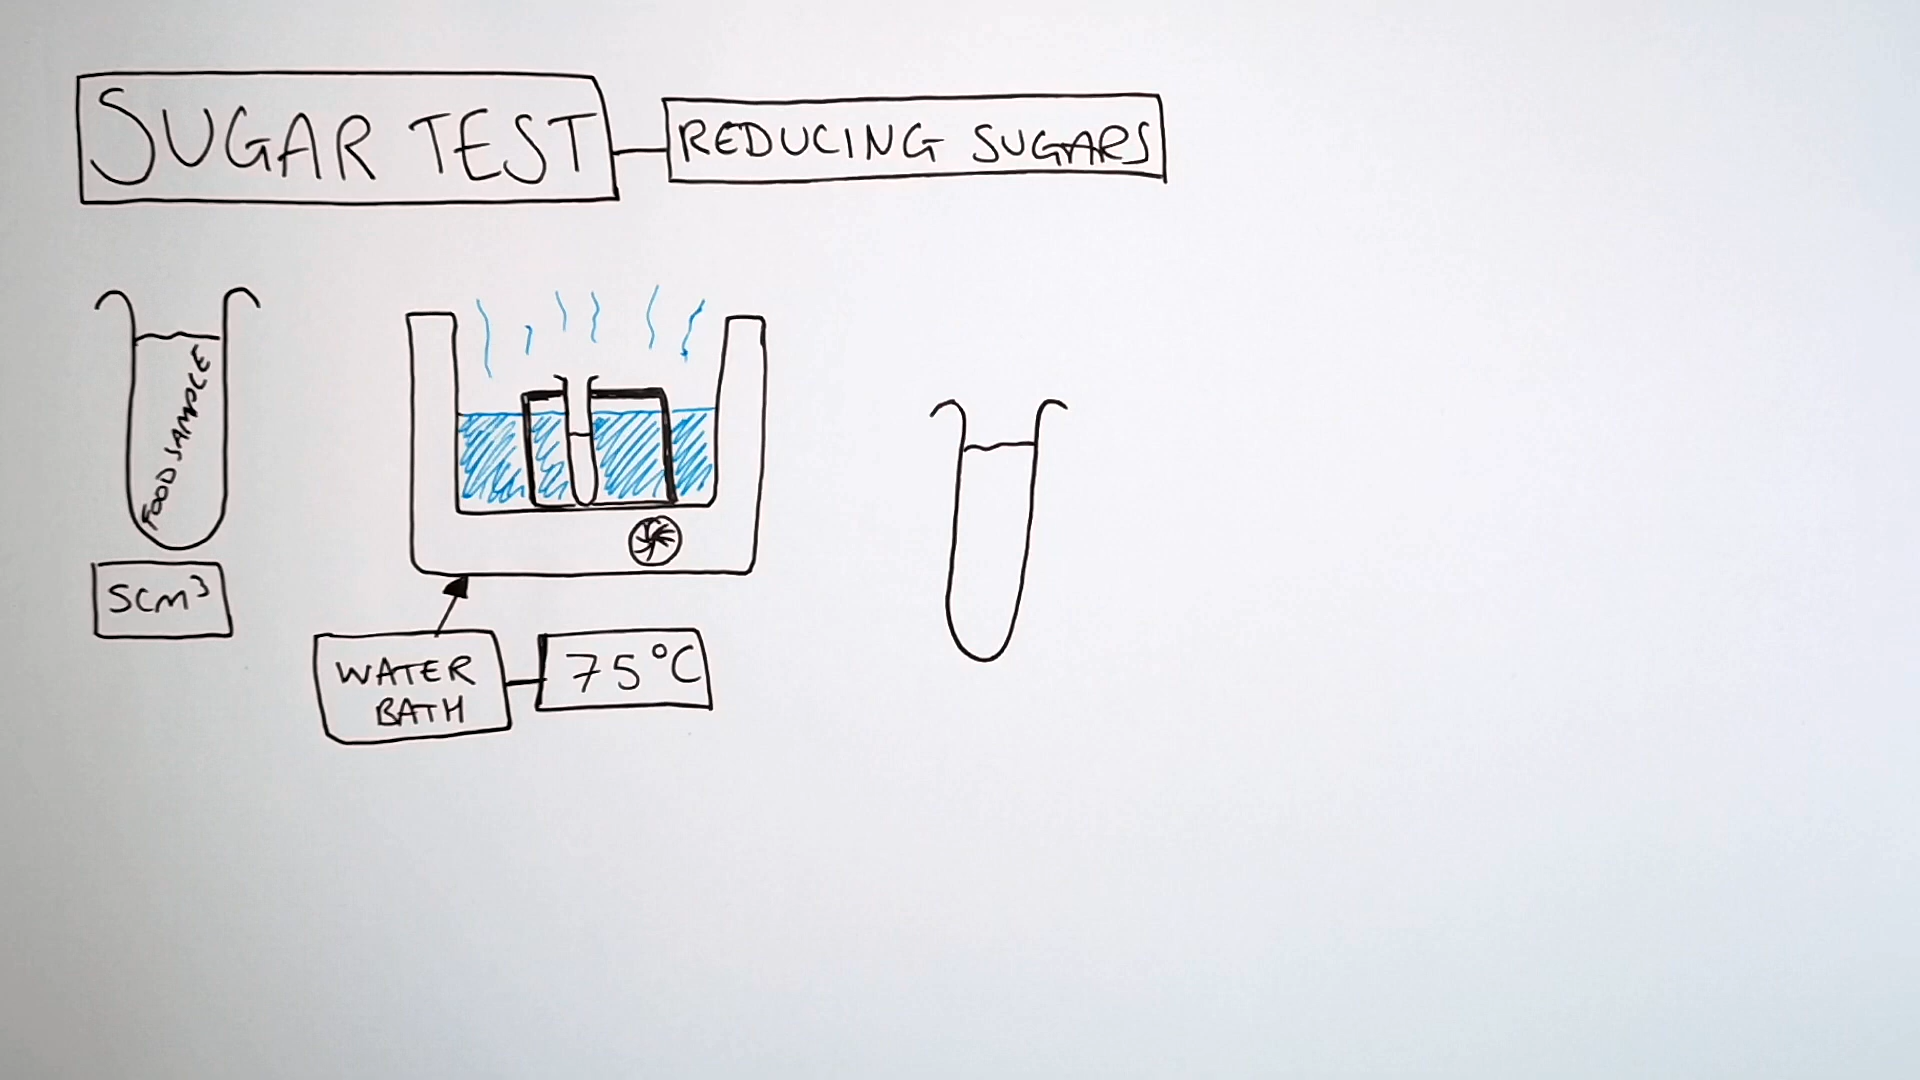 SUGAR TEST
REDUCING SUGARS
FOOD SAMPLE
5cm³
WATER
BATH
75°C